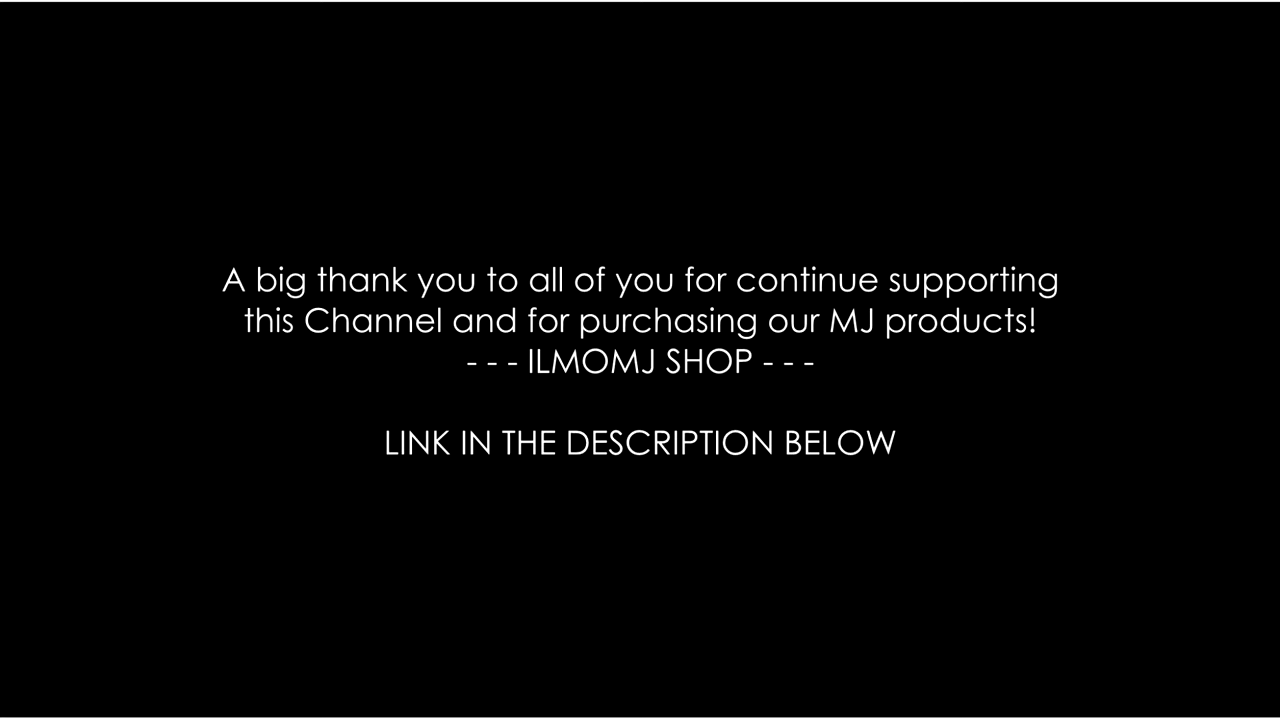 A big thank you to all of you for continue supporting
this Channel and for purchasing our MJ products!
- - - ILMOMJ SHOP - - -
LINK IN THE DESCRIPTION BELOW